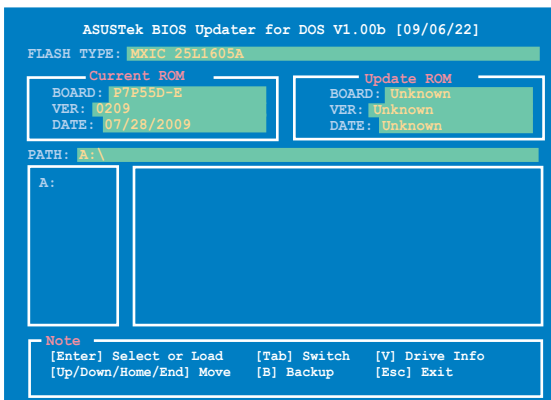 ASUSTek BIOS Updater for DOS V1.00b [09/06/22]
FLASH TYPE: MXIC 25L1605A
Current ROM
BOARD: P7P55D-E
VER: 0209
DATE: 07/28/2009
Update ROM
BOARD: Unknown
VER: Unknown
DATE: Unknown
PATH: A:\
A:
Note
[Enter] Select or Load [Tab] Switch [V] Drive Info
[Up/Down/Home/End] Move [B] Backup [Esc] Exit